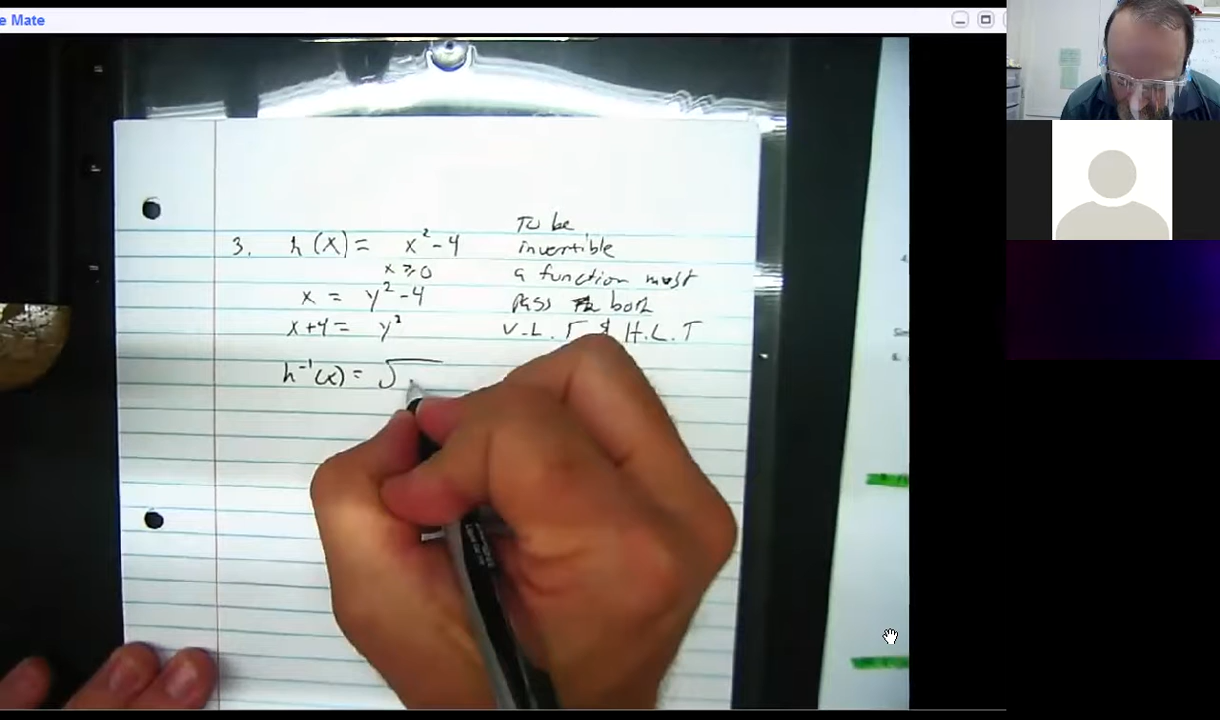 e Mate
3. h(x) = x² - 4
x ≥ 0
x = y² - 4
x + 4 = y²
h⁻¹(x) = √
To be
invertible
a function must
pass both
V.L.T & H.L.T